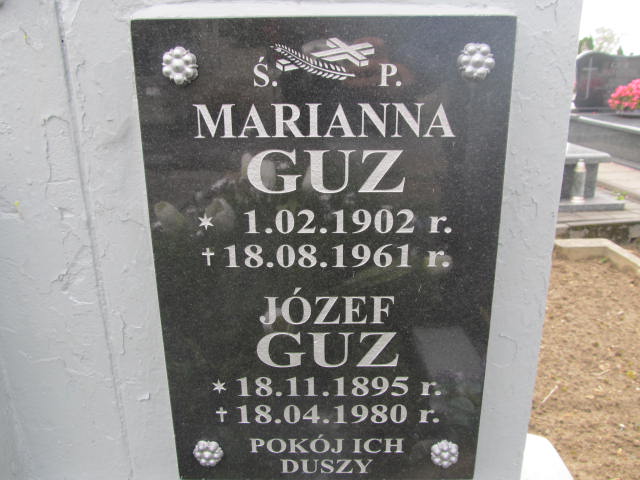 Ś. P.
MARIANNA
GUZ
* 1.02.1902 r.
† 18.08.1961 r.
JÓZEF
GUZ
* 18.11.1895 r.
† 18.04.1980 r.
POKÓJ ICH
DUSZY